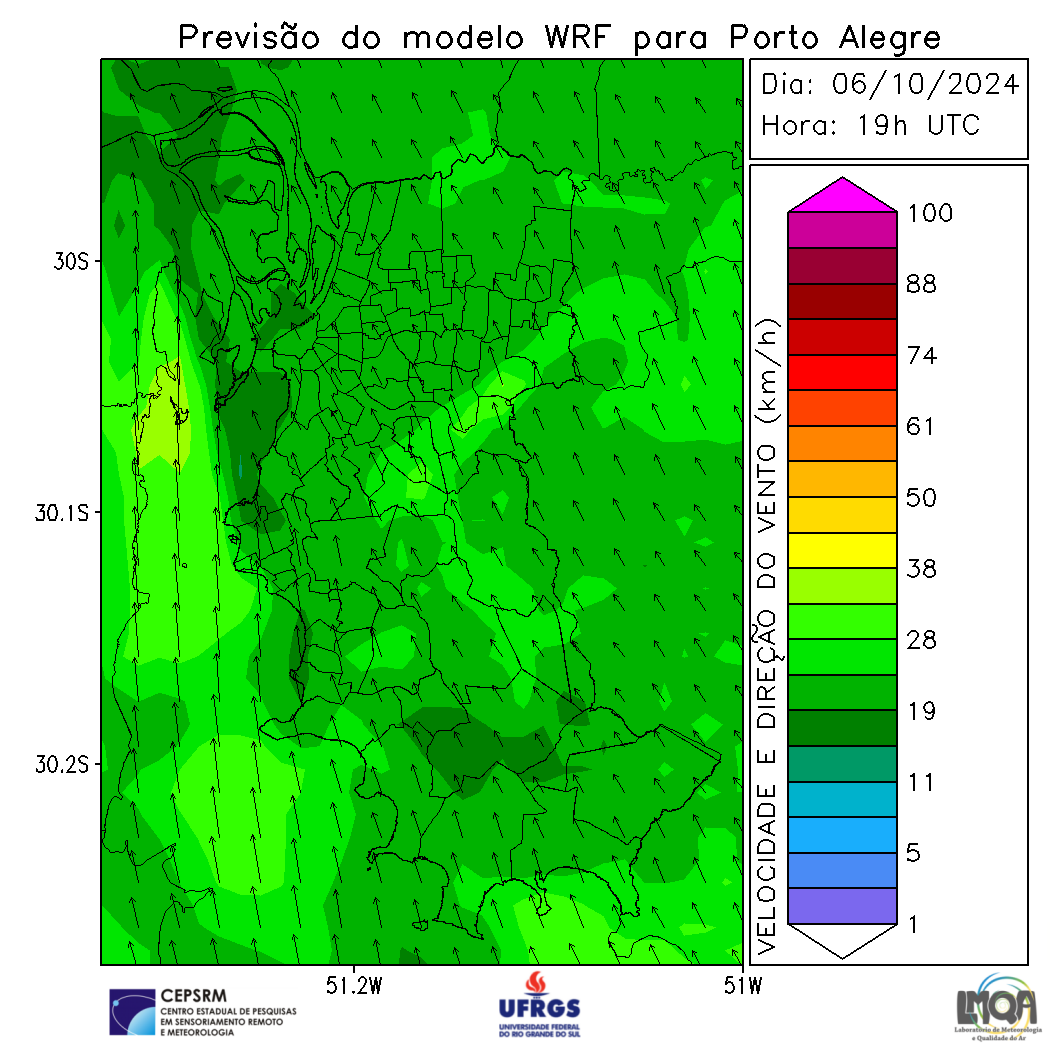 Previsão do modelo WRF para Porto Alegre
Dia: 06/10/2024
Hora: 19h UTC
30S
30.1S
30.2S
51.2W
51W
VELOCIDADE E DIREÇÃO DO VENTO (km/h)
100
88
74
61
50
38
28
19
11
5
1
CEPSRM
CENTRO ESTADUAL DE PESQUISAS
EM SENSORIAMENTO REMOTO
E METEOROLOGIA
UFRGS
UNIVERSIDADE FEDERAL
DO RIO GRANDE DO SUL
LMQA
Laboratório de Meteorologia
e Qualidade do Ar